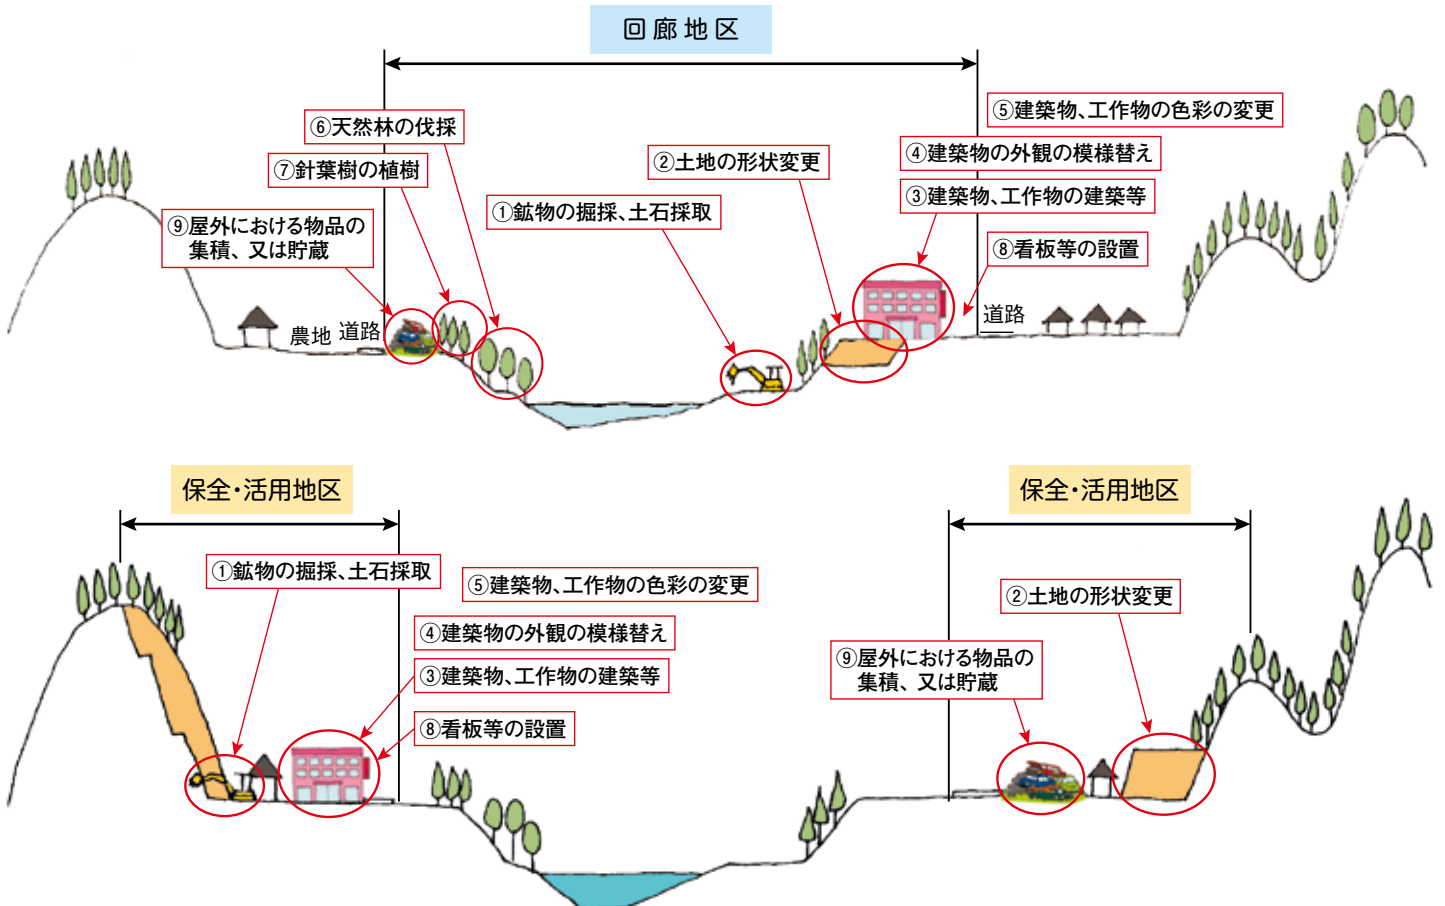 回廊地区
⑤建築物、工作物の色彩の変更
⑥天然林の伐採
④建築物の外観の模様替え
②土地の形状変更
⑦針葉樹の植樹
③建築物、工作物の建築等
①鉱物の掘採、土石採取
⑨屋外における物品の
集積、又は貯蔵
⑧看板等の設置
農地
道路
道路
保全・活用地区
保全・活用地区
①鉱物の掘採、土石採取
⑤建築物、工作物の色彩の変更
④建築物の外観の模様替え
③建築物、工作物の建築等
⑧看板等の設置
②土地の形状変更
⑨屋外における物品の
集積、又は貯蔵